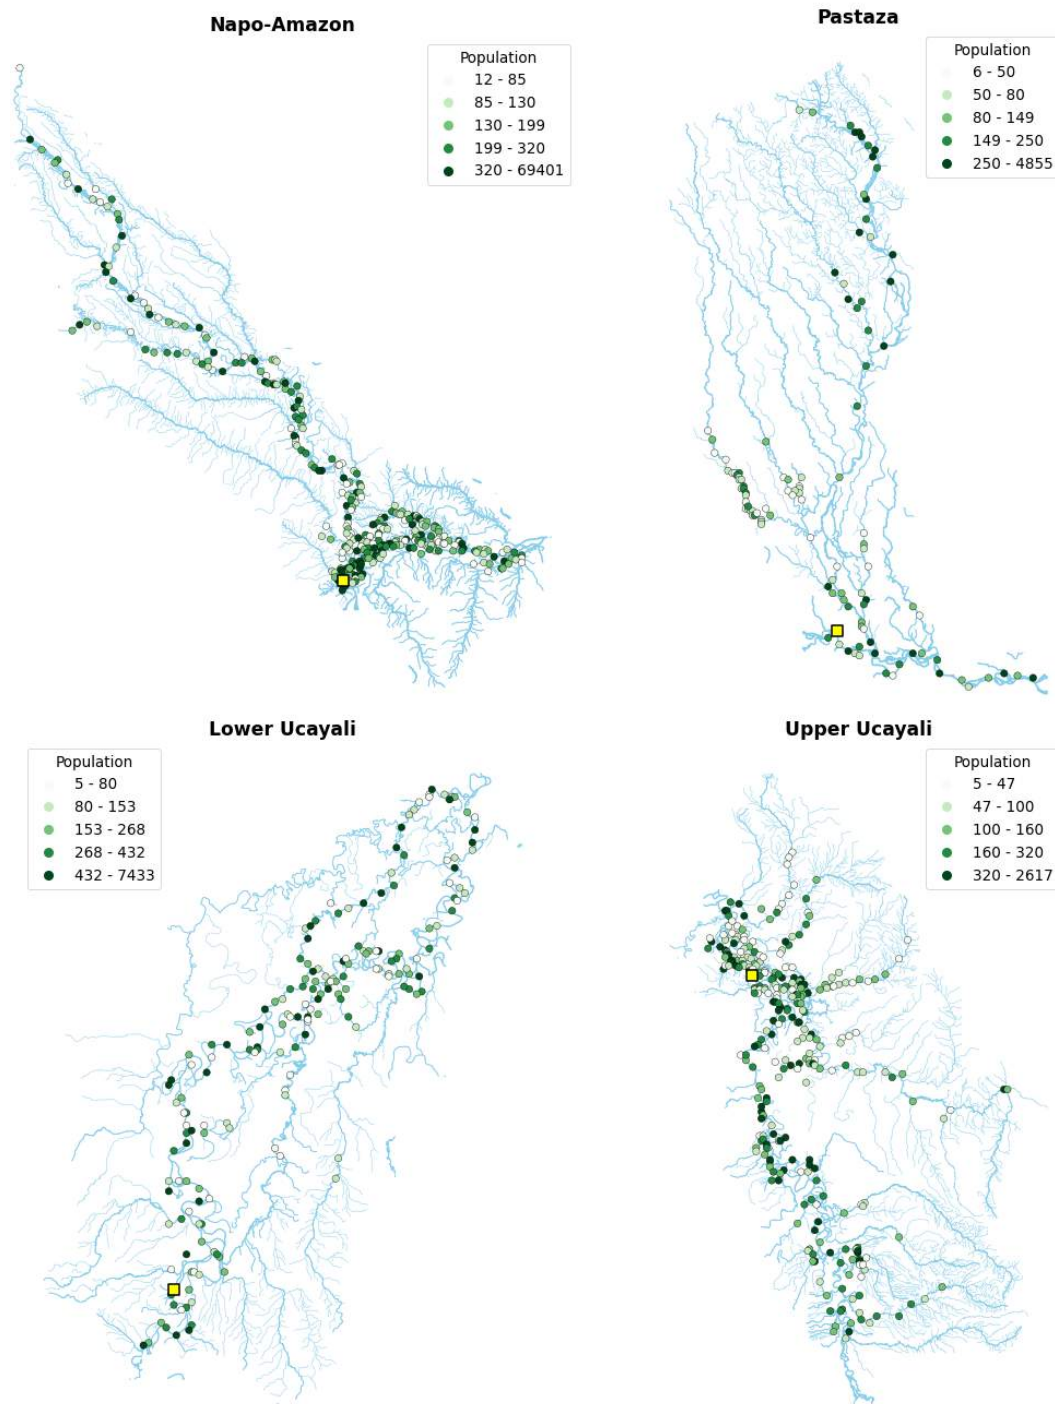 Napo-Amazon
Population
12 - 85
85 - 130
130 - 199
199 - 320
320 - 69401
Pastaza
Population
6 - 50
50 - 80
80 - 149
149 - 250
250 - 4855
Lower Ucayali
Population
5 - 80
80 - 153
153 - 268
268 - 432
432 - 7433
Upper Ucayali
Population
5 - 47
47 - 100
100 - 160
160 - 320
320 - 2617